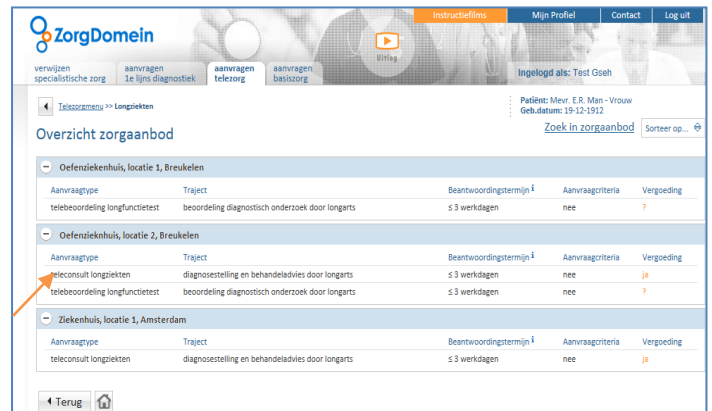 Instructiefilms Mijn Profiel Contact Log uit
ZorgDomein
Uitleg
verwijzen specialistische zorg
aanvragen 1e lijns diagnostiek
aanvragen telezorg
aanvragen basiszorg
Ingelogd als: Test Gseh
Telezorgmenu >> Longziekten
Patiënt: Mevr. E.R. Man - Vrouw
Geb.datum: 19-12-1912
Overzicht zorgaanbod
Zoek in zorgaanbod Sorteer op...
Oefenziekenhuis, locatie 1, Breukelen
Aanvraagtype Traject Beantwoordingstermijn i Aanvraagcriteria Vergoeding
telebeoordeling longfunctietest beoordeling diagnostisch onderzoek door longarts ≤ 3 werkdagen nee ?
Oefenzieknhuis, locatie 2, Breukelen
Aanvraagtype Traject Beantwoordingstermijn i Aanvraagcriteria Vergoeding
teleconsult longziekten diagnosestelling en behandeladvies door longarts ≤ 3 werkdagen nee ja
telebeoordeling longfunctietest beoordeling diagnostisch onderzoek door longarts ≤ 3 werkdagen nee ?
Ziekenhuis, locatie 1, Amsterdam
Aanvraagtype Traject Beantwoordingstermijn i Aanvraagcriteria Vergoeding
teleconsult longziekten diagnosestelling en behandeladvies door longarts ≤ 3 werkdagen nee ja
Terug